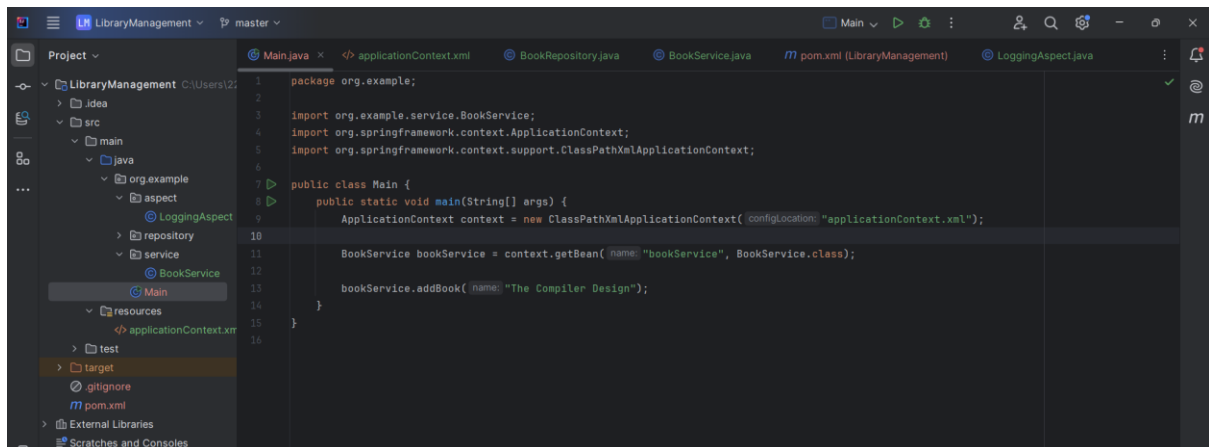 LM LibraryManagement master Main
Project
Main.java applicationContext.xml BookRepository.java BookService.java pom.xml (LibraryManagement) LoggingAspect.java
LibraryManagement C:\Users\22
.idea
src
main
java
org.example
aspect
LoggingAspect
repository
service
BookService
Main
resources
applicationContext.xm
test
target
.gitignore
m pom.xml
External Libraries
Scratches and Consoles
1 package org.example;
2
3 import org.example.service.BookService;
4 import org.springframework.context.ApplicationContext;
5 import org.springframework.context.support.ClassPathXmlApplicationContext;
6
7 public class Main {
8 public static void main(String[] args) {
9 ApplicationContext context = new ClassPathXmlApplicationContext( configLocation: "applicationContext.xml");
10
11 BookService bookService = context.getBean( name: "bookService", BookService.class);
12
13 bookService.addBook( name: "The Compiler Design");
14 }
15 }
16